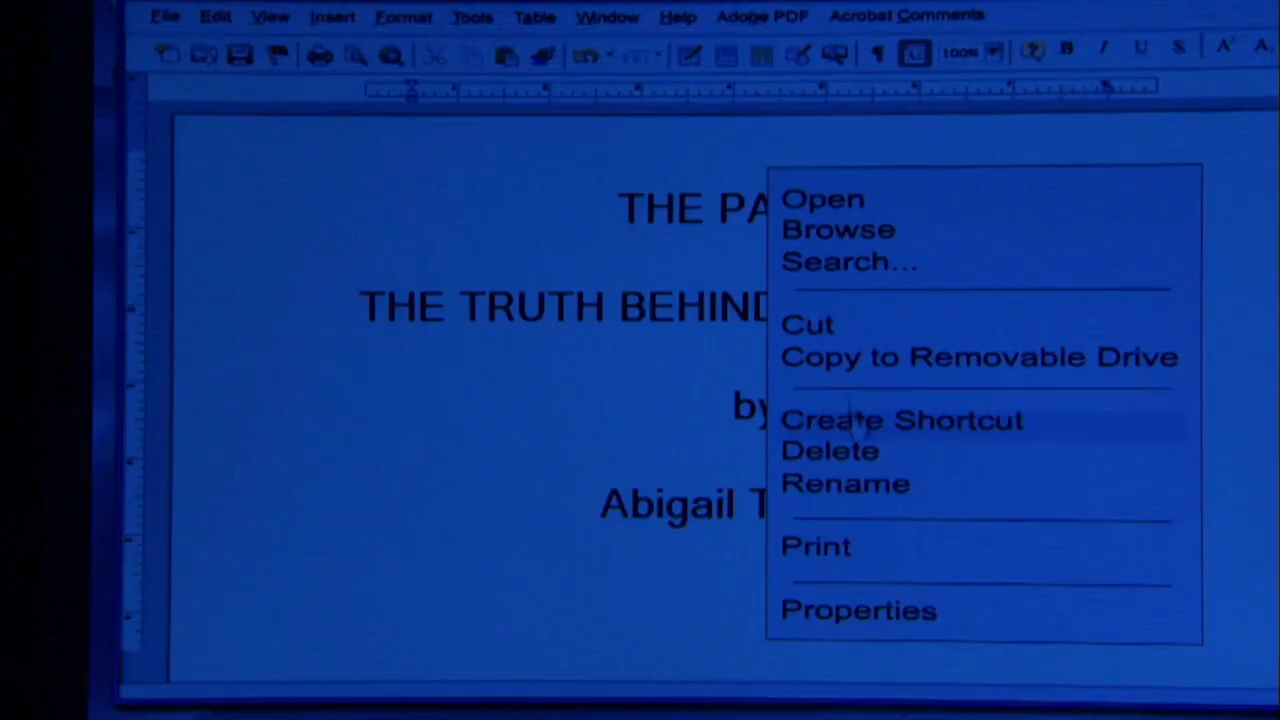 File Edit View Insert Format Tools Table Window Help Adobe PDF Acrobat Comments
100% B I U S A A
THE PA
THE TRUTH BEHIND
by
Abigail T
Open
Browse
Search...
Cut
Copy to Removable Drive
Create Shortcut
Delete
Rename
Print
Properties